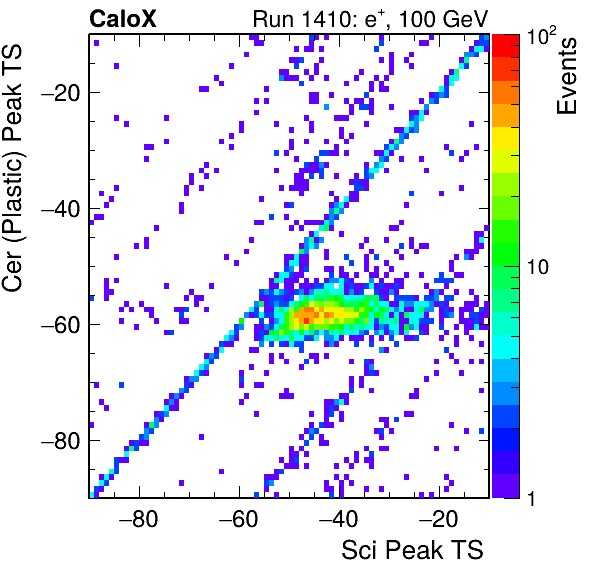 CaloX Run 1410: e⁺, 100 GeV
10²
Events
10
1
Cer (Plastic) Peak TS
−20
−40
−60
−80
−80 −60 −40 −20
Sci Peak TS